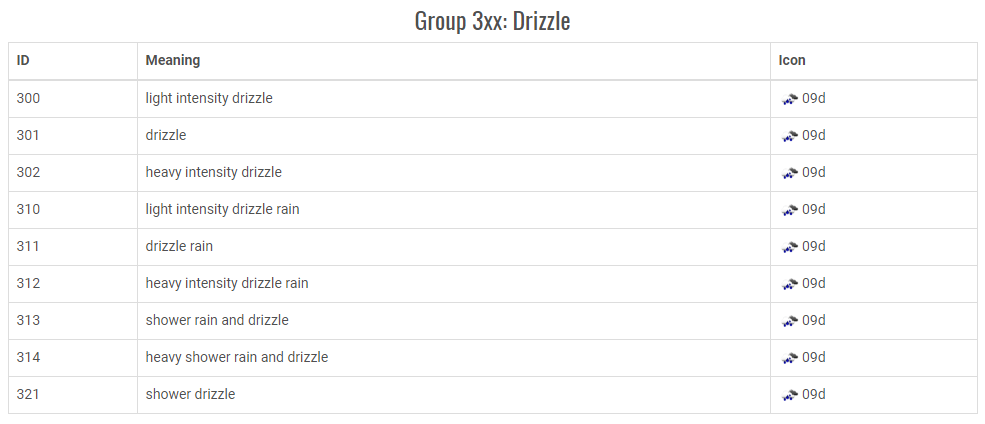 Group 3xx: Drizzle
ID Meaning Icon
300 light intensity drizzle 09d
301 drizzle 09d
302 heavy intensity drizzle 09d
310 light intensity drizzle rain 09d
311 drizzle rain 09d
312 heavy intensity drizzle rain 09d
313 shower rain and drizzle 09d
314 heavy shower rain and drizzle 09d
321 shower drizzle 09d